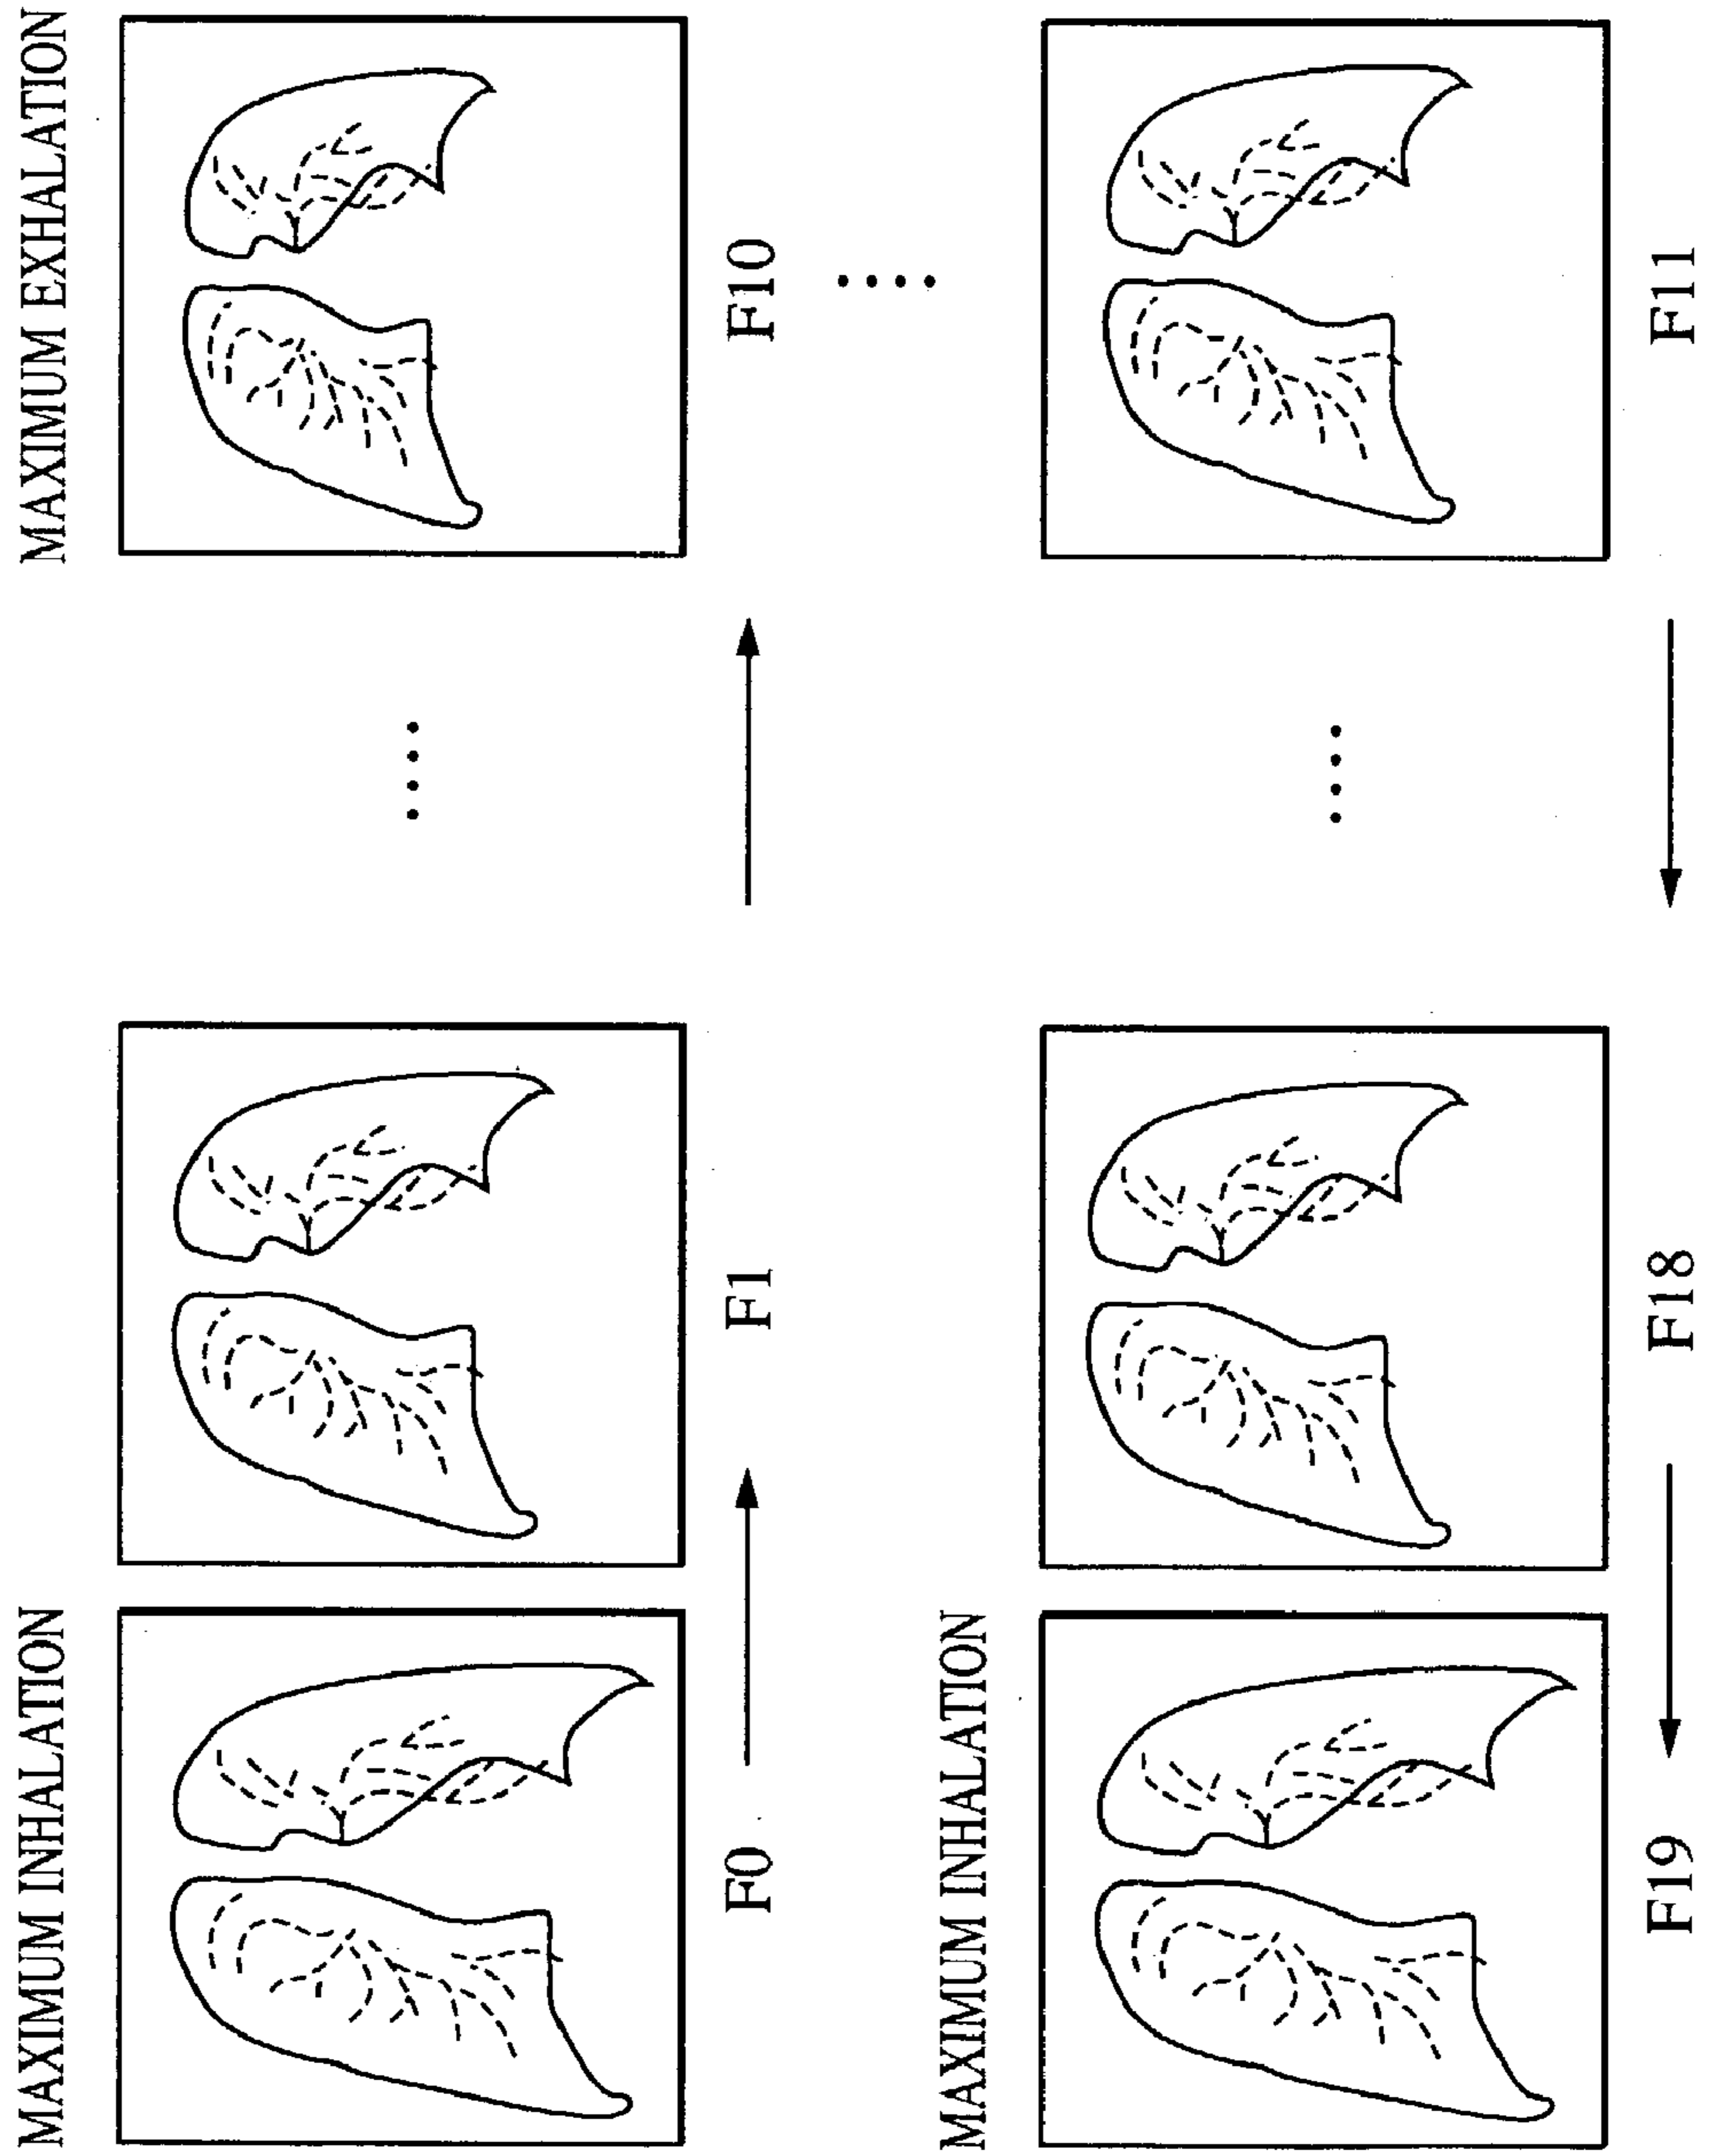 MAXIMUM INHALATION
MAXIMUM EXHALATION
F0
F1
F10
MAXIMUM INHALATION
F19
F18
F11